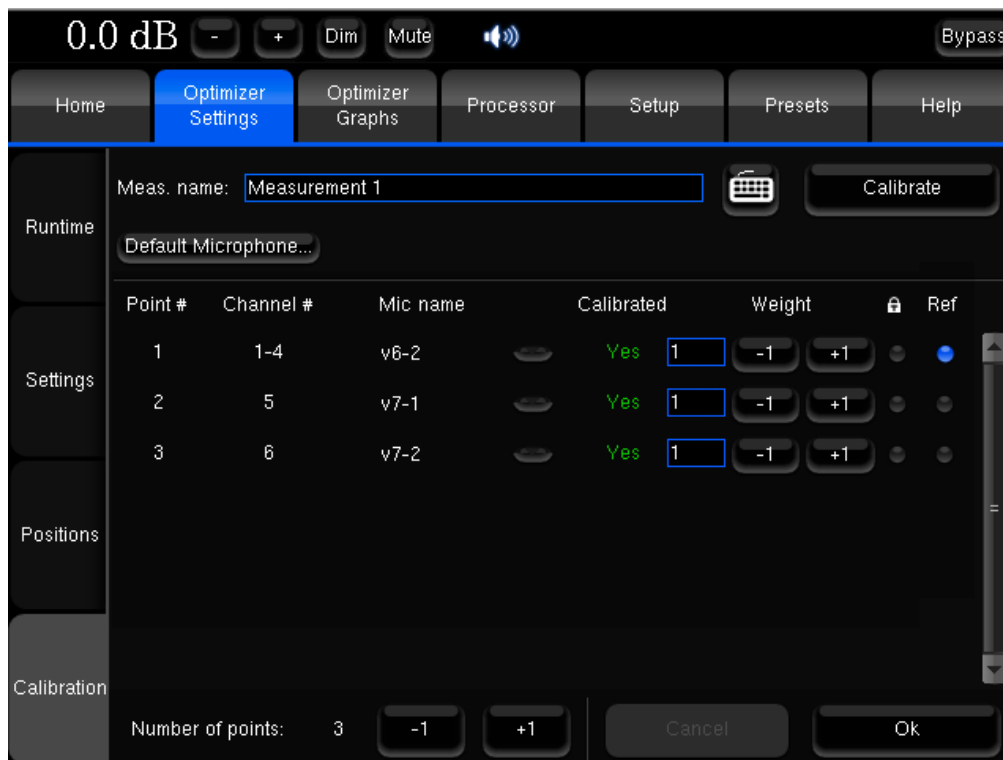 0.0 dB - + Dim Mute Bypass
Home Optimizer Settings Optimizer Graphs Processor Setup Presets Help
Runtime
Settings
Positions
Calibration
Meas. name: Measurement 1 Calibrate
Default Microphone...
Point # Channel # Mic name Calibrated Weight Ref
1 1-4 v6-2 Yes 1 -1 +1
2 5 v7-1 Yes 1 -1 +1
3 6 v7-2 Yes 1 -1 +1
Number of points: 3 -1 +1 Cancel Ok